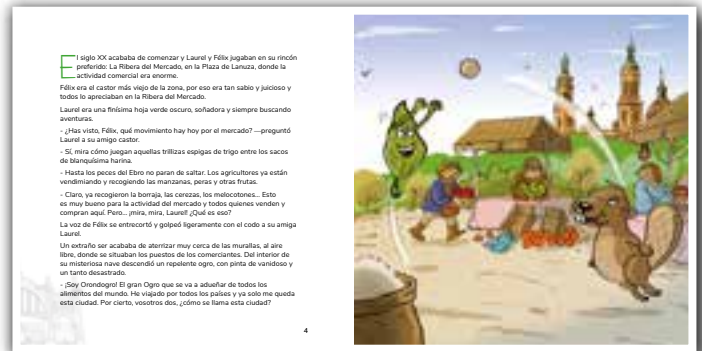 El siglo XX acababa de comenzar y Laurel y Félix jugaban en su rincón
preferido: La Ribera del Mercado, en la Plaza de Lanuza, donde la
actividad comercial era enorme.
Félix era el castor más viejo de la zona, por eso era tan sabio y juicioso y
todos lo apreciaban en la Ribera del Mercado.
Laurel era una finísima hoja verde oscuro, soñadora y siempre buscando
aventuras.
- ¿Has visto, Félix, qué movimiento hay hoy por el mercado? —preguntó
Laurel a su amigo castor.
- Sí, mira cómo juegan aquellas trillizas espigas de trigo entre los sacos
de blanquísima harina.
- Hasta los peces del Ebro no paran de saltar. Los agricultores ya están
vendimiando y recogiendo las manzanas, peras y otras frutas.
- Claro, ya recogieron la borraja, las cerezas, los melocotones... Esto
es muy bueno para la actividad del mercado y todos quienes venden y
compran aquí. Pero... ¡mira, mira, Laurel! ¿Qué es eso?
La voz de Félix se entrecortó y golpeó ligeramente con el codo a su amiga
Laurel.
Un extraño ser acababa de aterrizar muy cerca de las murallas, al aire
libre, donde se situaban los puestos de los comerciantes. Del interior de
su misteriosa nave descendió un repelente ogro, con pinta de vanidoso y
un tanto desastrado.
- ¡Soy Orondogro! El gran Ogro que se va a adueñar de todos los
alimentos del mundo. He viajado por todos los países y ya solo me queda
esta ciudad. Por cierto, vosotros dos, ¿cómo se llama esta ciudad?
4